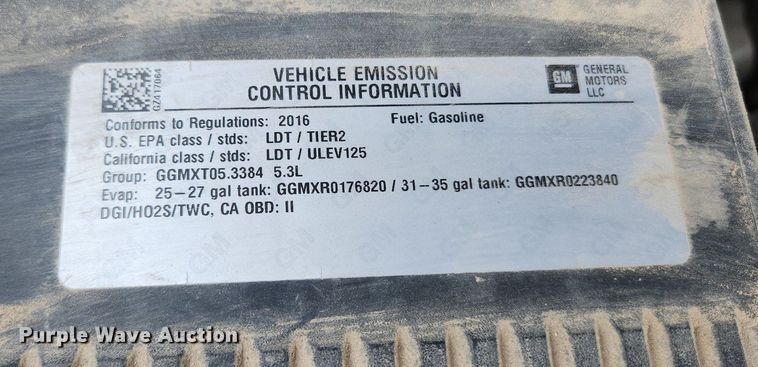 GZ417064
VEHICLE EMISSION
CONTROL INFORMATION
GM
GENERAL
MOTORS
LLC
Conforms to Regulations: 2016 Fuel: Gasoline
U.S. EPA class / stds: LDT / TIER2
California class / stds: LDT / ULEV125
Group: GGMXT05.3384 5.3L
Evap: 25-27 gal tank: GGMXR0176820 / 31-35 gal tank: GGMXR0223840
DGI/HO2S/TWC, CA OBD: II
Purple Wave Auction